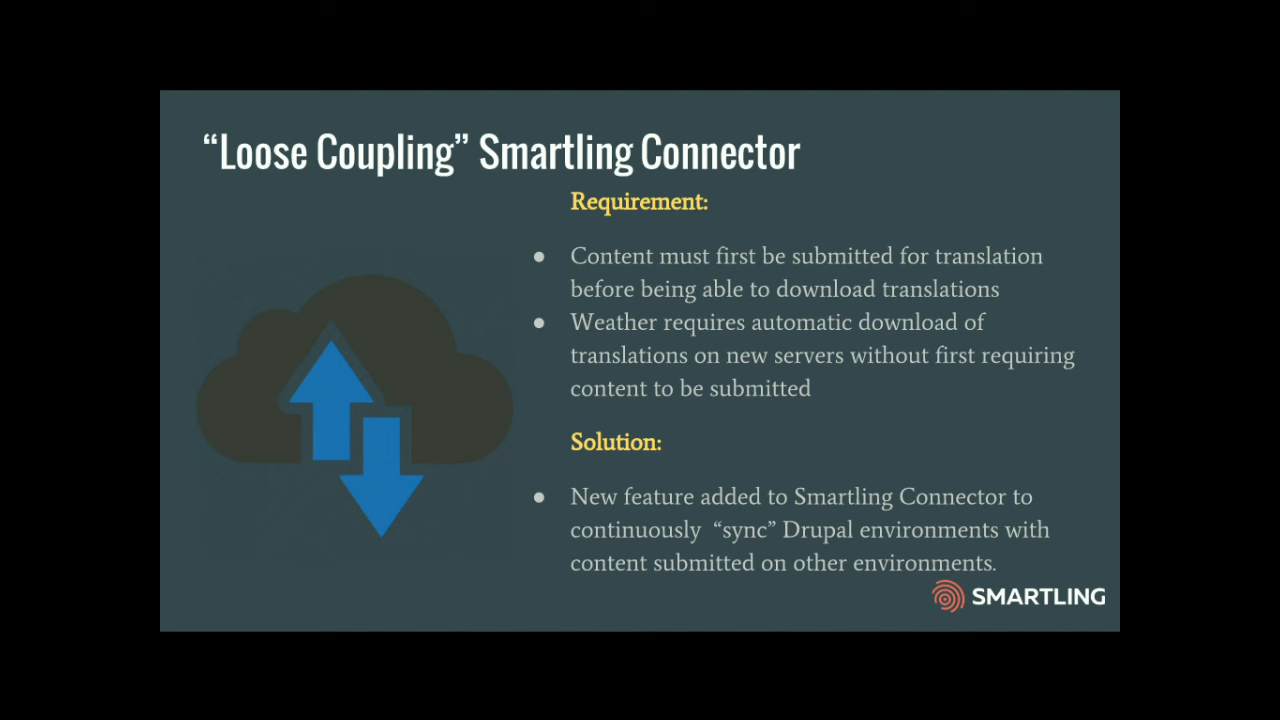 “Loose Coupling” Smartling Connector
Requirement:
● Content must first be submitted for translation
before being able to download translations
● Weather requires automatic download of
translations on new servers without first requiring
content to be submitted
Solution:
● New feature added to Smartling Connector to
continuously “sync” Drupal environments with
content submitted on other environments.
SMARTLING